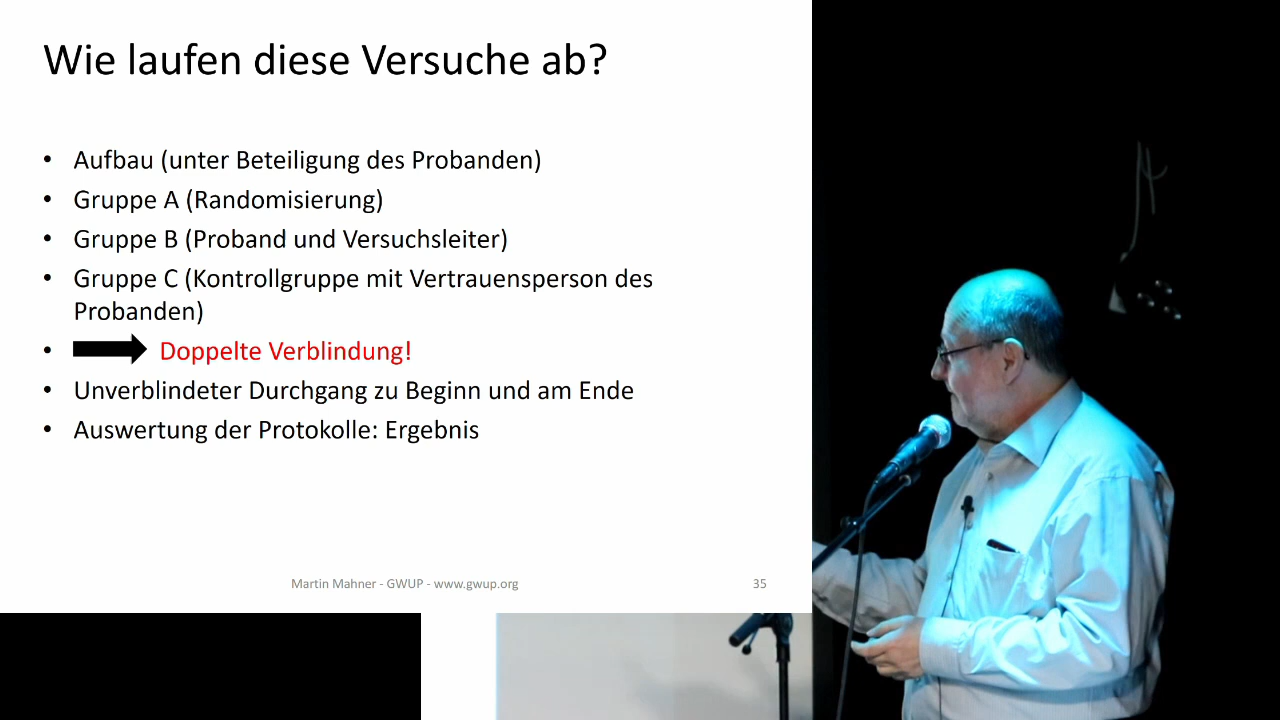 Wie laufen diese Versuche ab?
• Aufbau (unter Beteiligung des Probanden)
• Gruppe A (Randomisierung)
• Gruppe B (Proband und Versuchsleiter)
• Gruppe C (Kontrollgruppe mit Vertrauensperson des
Probanden)
• Doppelte Verblindung!
• Unverblindeter Durchgang zu Beginn und am Ende
• Auswertung der Protokolle: Ergebnis
Martin Mahner - GWUP - www.gwup.org 35